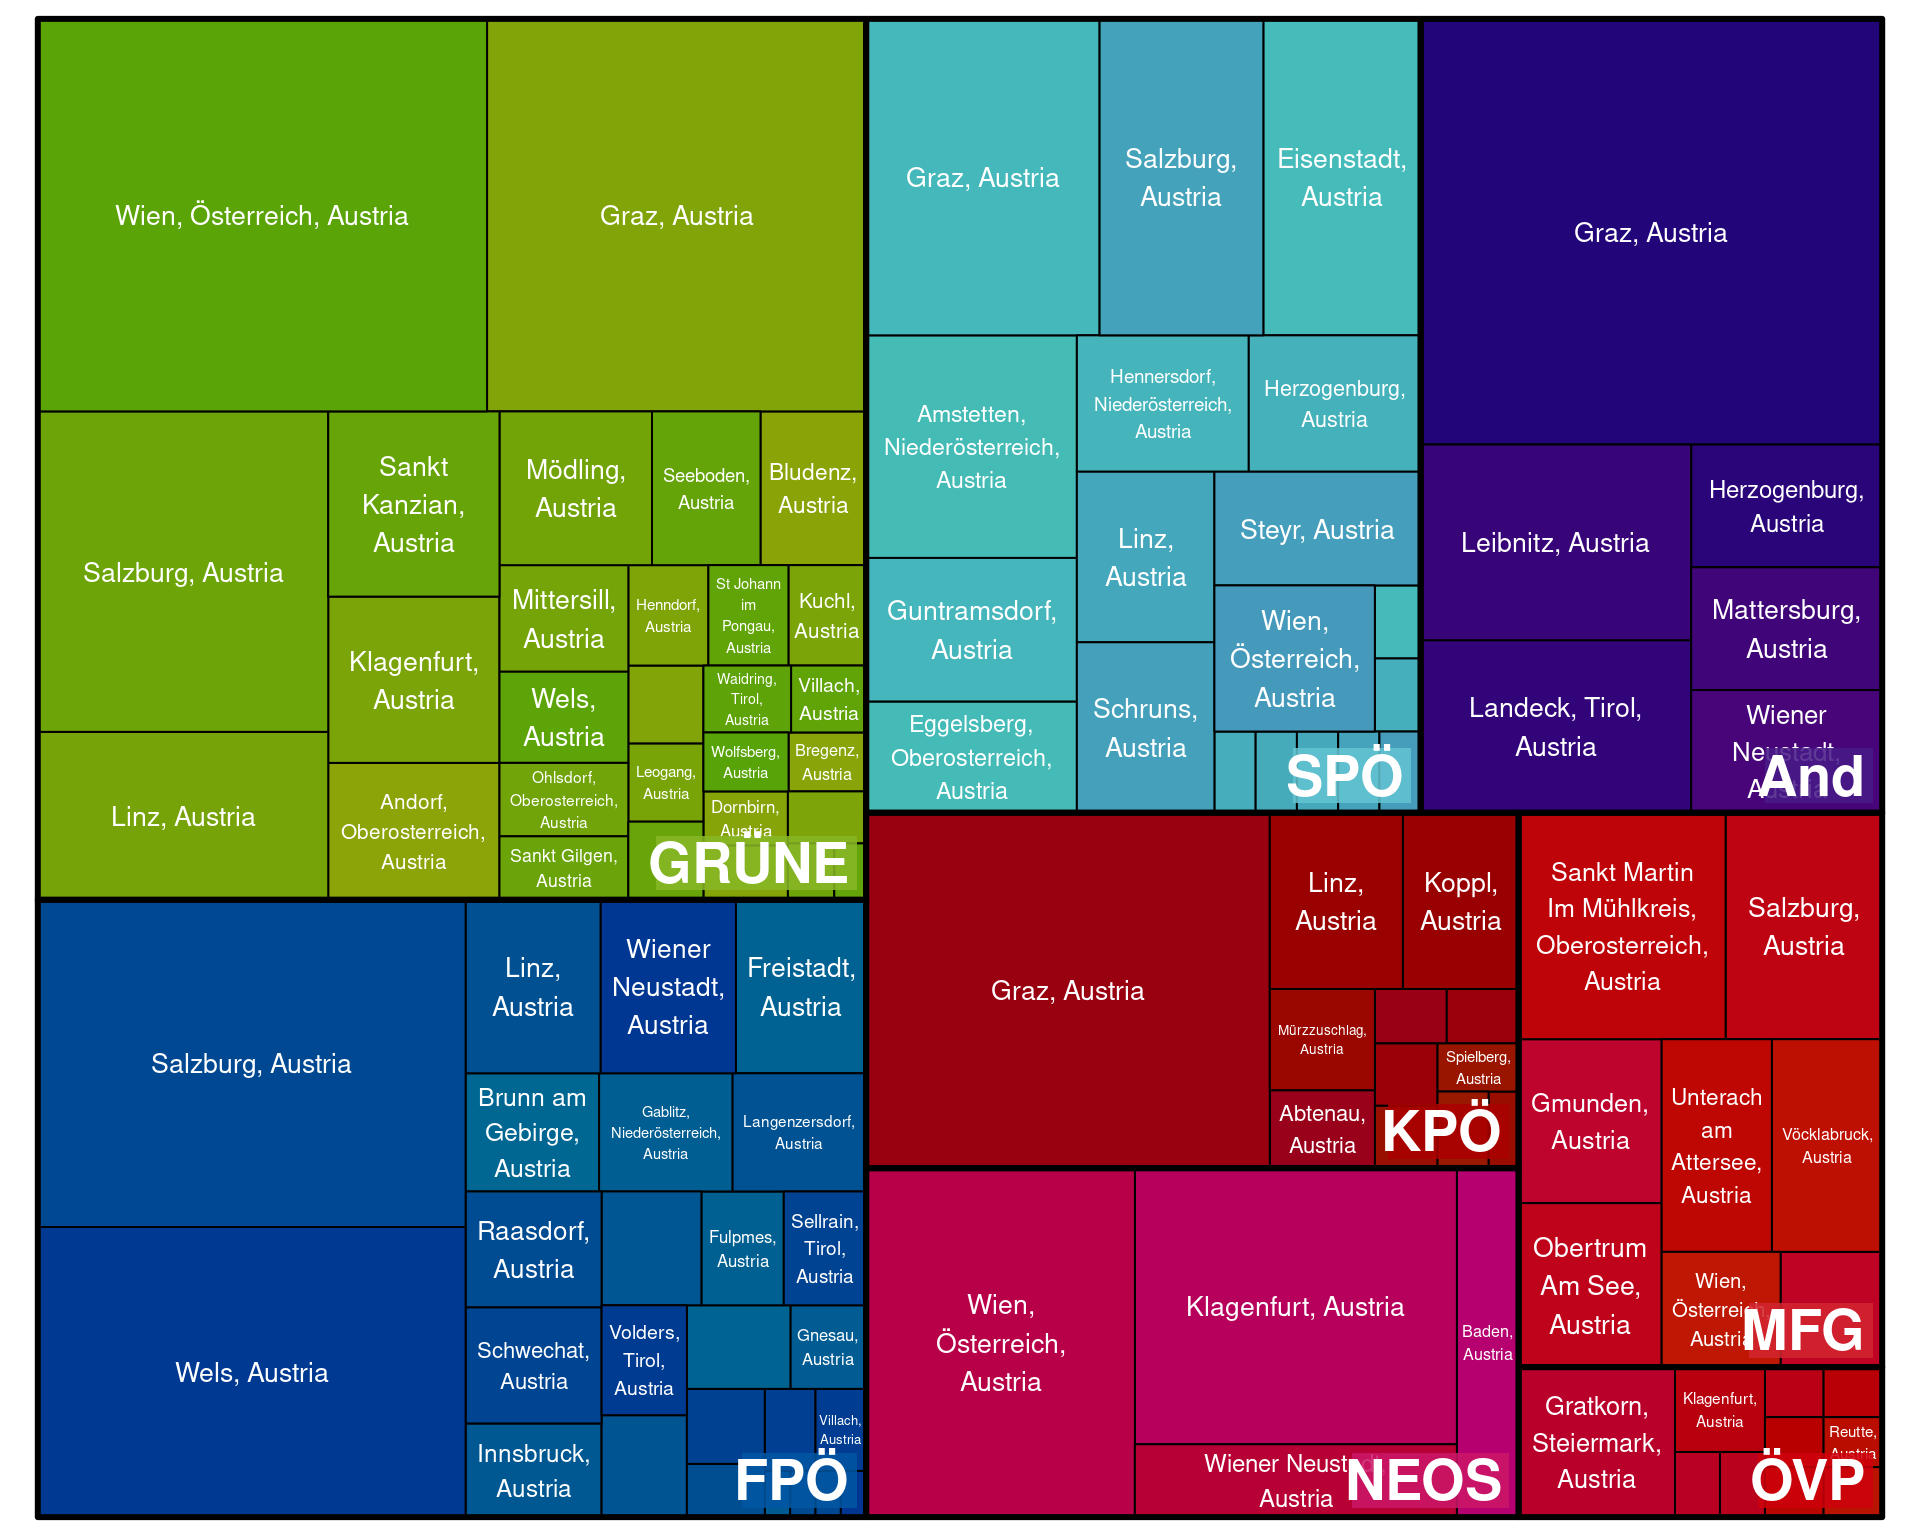 Wien, Österreich, Austria
Graz, Austria
Salzburg, Austria
Sankt
Kanzian,
Austria
Mödling,
Austria
Seeboden,
Austria
Bludenz,
Austria
Mittersill,
Austria
Henndorf,
Austria
St Johann
im
Pongau,
Austria
Kuchl,
Austria
Klagenfurt,
Austria
Wels,
Austria
Waidring,
Tirol,
Austria
Villach,
Austria
Linz, Austria
Andorf,
Oberosterreich,
Austria
Ohlsdorf,
Oberosterreich,
Austria
Leogang,
Austria
Wolfsberg,
Austria
Bregenz,
Austria
Dornbirn,
Austria
Sankt Gilgen,
Austria
GRÜNE
Graz, Austria
Salzburg,
Austria
Eisenstadt,
Austria
Amstetten,
Niederösterreich,
Austria
Hennersdorf,
Niederösterreich,
Austria
Herzogenburg,
Austria
Linz,
Austria
Steyr, Austria
Guntramsdorf,
Austria
Wien,
Österreich,
Austria
Eggelsberg,
Oberosterreich,
Austria
Schruns,
Austria
SPÖ
Graz, Austria
Leibnitz, Austria
Herzogenburg,
Austria
Mattersburg,
Austria
Landeck, Tirol,
Austria
Wiener
Neustadt,
Austria
And
Salzburg, Austria
Linz,
Austria
Wiener
Neustadt,
Austria
Freistadt,
Austria
Brunn am
Gebirge,
Austria
Gablitz,
Niederösterreich,
Austria
Langenzersdorf,
Austria
Raasdorf,
Austria
Fulpmes,
Austria
Sellrain,
Tirol,
Austria
Wels, Austria
Schwechat,
Austria
Volders,
Tirol,
Austria
Gnesau,
Austria
Innsbruck,
Austria
Villach,
Austria
FPÖ
Graz, Austria
Linz,
Austria
Koppl,
Austria
Mürzzuschlag,
Austria
Spielberg,
Austria
Abtenau,
Austria
KPÖ
Wien,
Österreich,
Austria
Klagenfurt, Austria
Baden,
Austria
Wiener Neustadt,
Austria
NEOS
Sankt Martin
Im Mühlkreis,
Oberosterreich,
Austria
Salzburg,
Austria
Gmunden,
Austria
Unterach
am
Attersee,
Austria
Vöcklabruck,
Austria
Obertrum
Am See,
Austria
Wien,
Österreich,
Austria
MFG
Gratkorn,
Steiermark,
Austria
Klagenfurt,
Austria
Reutte,
Austria
ÖVP